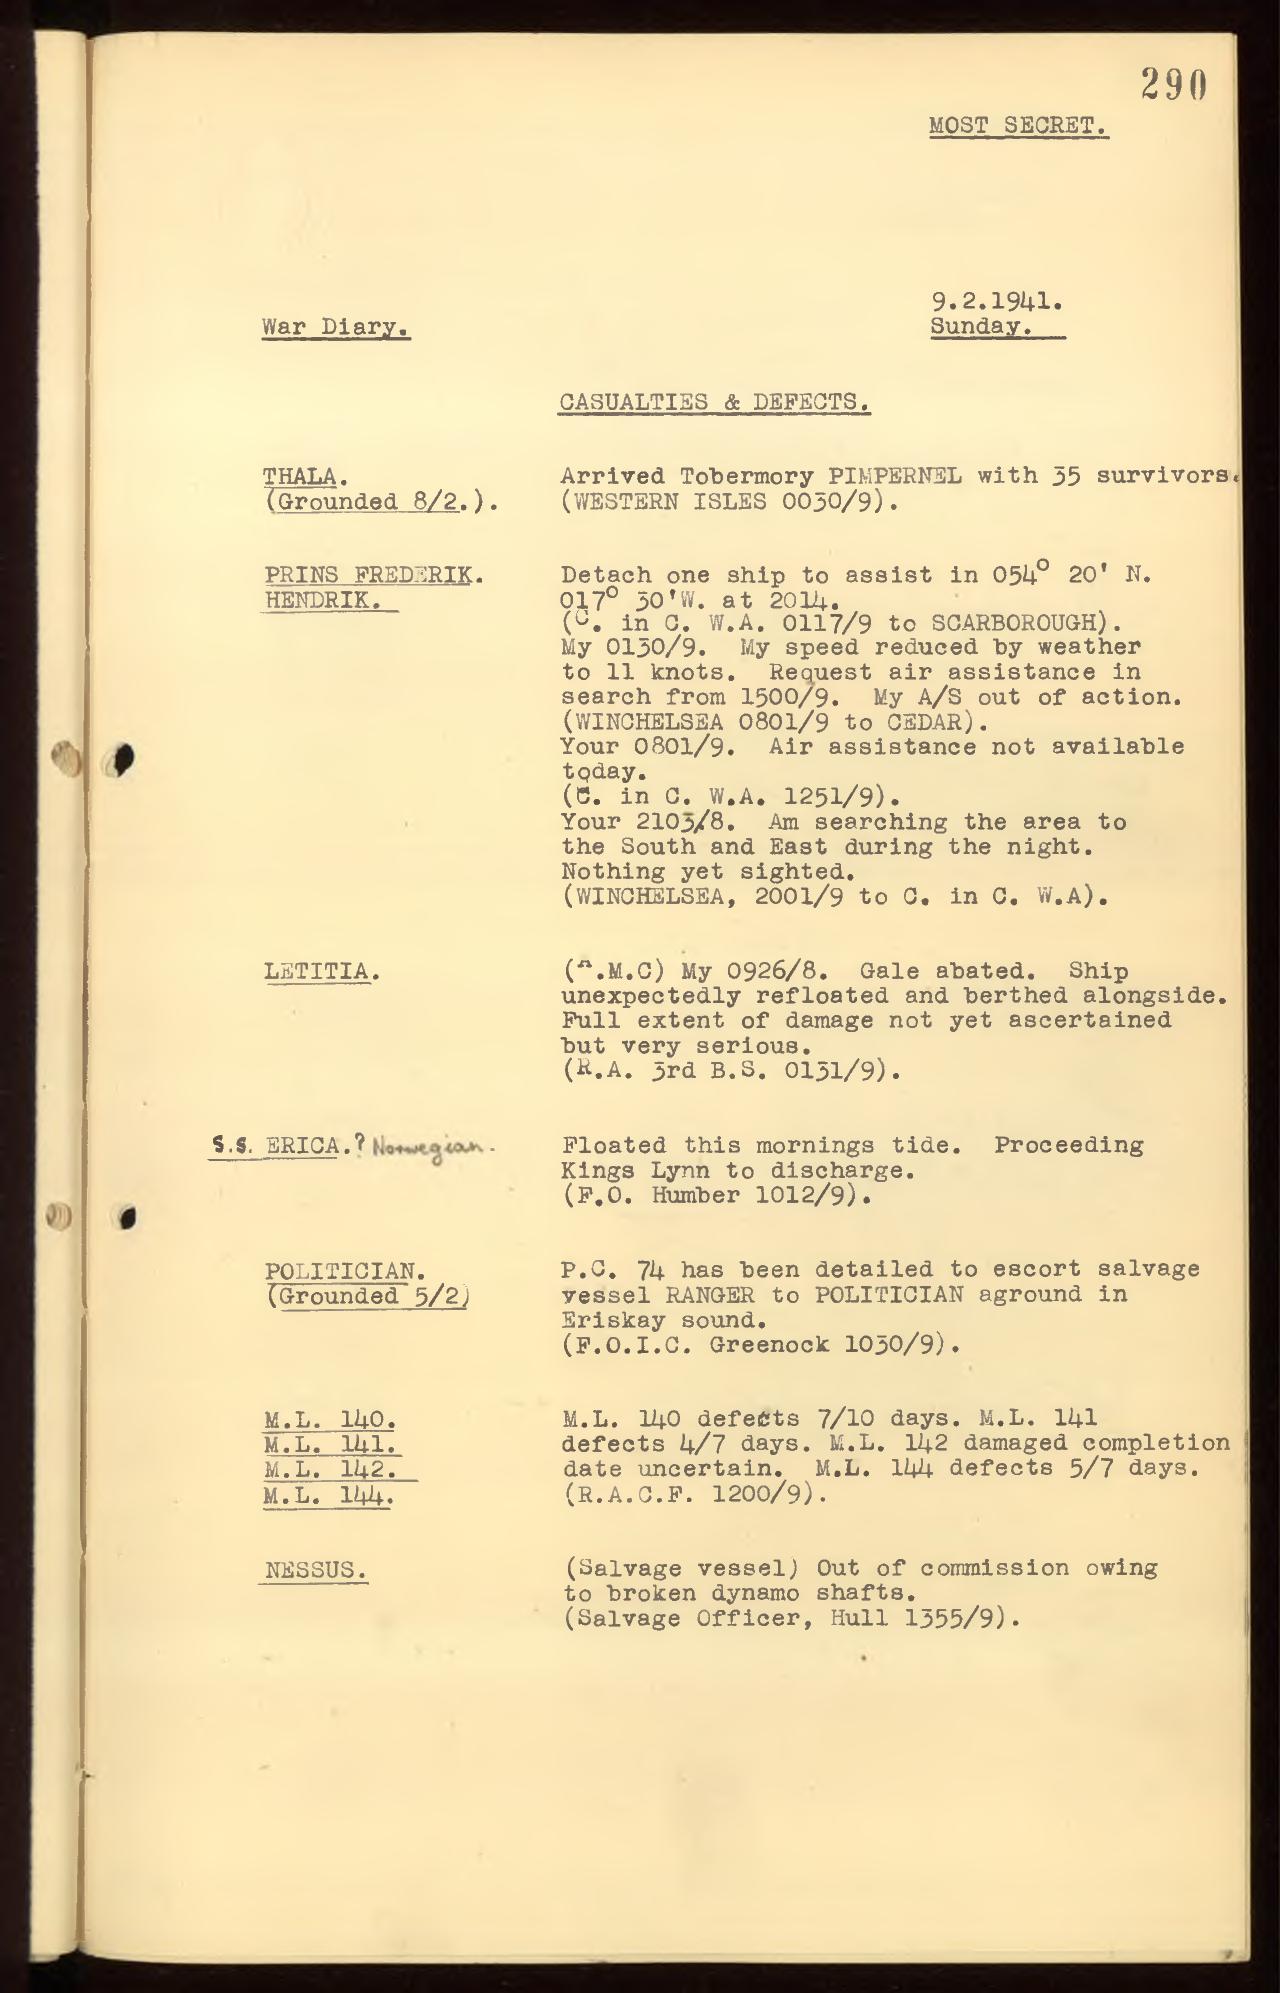 290
MOST SECRET.
9.2.1941.
War Diary.
Sunday.
CASUALTIES & DEFECTS.
THALA.
(Grounded 8/2.).
Arrived Tobermory PIMPERNEL with 35 survivors.
(WESTERN ISLES 0030/9).
PRINS FREDERIK.
HENDRIK.
Detach one ship to assist in 054° 20' N.
017° 30'W. at 2014.
(C. in C. W.A. 0117/9 to SCARBOROUGH).
My 0130/9. My speed reduced by weather
to 11 knots. Request air assistance in
search from 1500/9. My A/S out of action.
(WINCHELSEA 0801/9 to CEDAR).
Your 0801/9. Air assistance not available
today.
(C. in C. W.A. 1251/9).
Your 2103/8. Am searching the area to
the South and East during the night.
Nothing yet sighted.
(WINCHELSEA, 2001/9 to C. in C. W.A).
LETITIA.
(A.M.C) My 0926/8. Gale abated. Ship
unexpectedly refloated and berthed alongside.
Full extent of damage not yet ascertained
but very serious.
(R.A. 3rd B.S. 0131/9).
S.S. ERICA.? Norwegian.
Floated this mornings tide. Proceeding
Kings Lynn to discharge.
(F.O. Humber 1012/9).
POLITICIAN.
(Grounded 5/2)
P.C. 74 has been detailed to escort salvage
vessel RANGER to POLITICIAN aground in
Eriskay sound.
(F.O.I.C. Greenock 1030/9).
M.L. 140.
M.L. 141.
M.L. 142.
M.L. 144.
M.L. 140 defects 7/10 days. M.L. 141
defects 4/7 days. M.L. 142 damaged completion
date uncertain. M.L. 144 defects 5/7 days.
(R.A.C.F. 1200/9).
NESSUS.
(Salvage vessel) Out of commission owing
to broken dynamo shafts.
(Salvage Officer, Hull 1355/9).